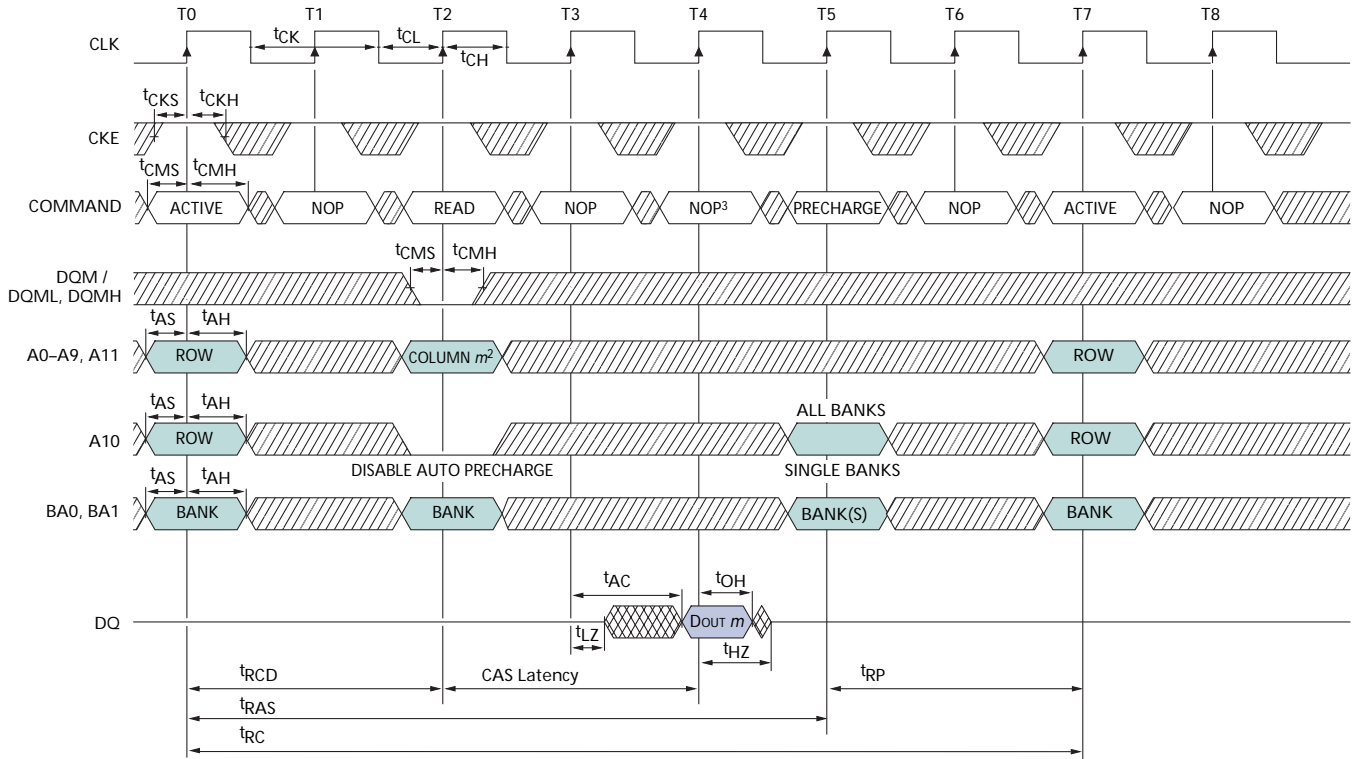 T0 T1 T2 T3 T4 T5 T6 T7 T8
CLK tCK tCL tCH
tCKS tCKH
CKE
tCMS tCMH
COMMAND ACTIVE NOP READ NOP NOP3 PRECHARGE NOP ACTIVE NOP
tCMS tCMH
DQM /
DQML, DQMH
tAS tAH
A0–A9, A11 ROW COLUMN m2 ROW
tAS tAH ALL BANKS
A10 ROW ROW
DISABLE AUTO PRECHARGE SINGLE BANKS
tAS tAH
BA0, BA1 BANK BANK BANK(S) BANK
tAC tOH
DQ DOUT m
tLZ tHZ
tRCD CAS Latency tRP
tRAS
tRC